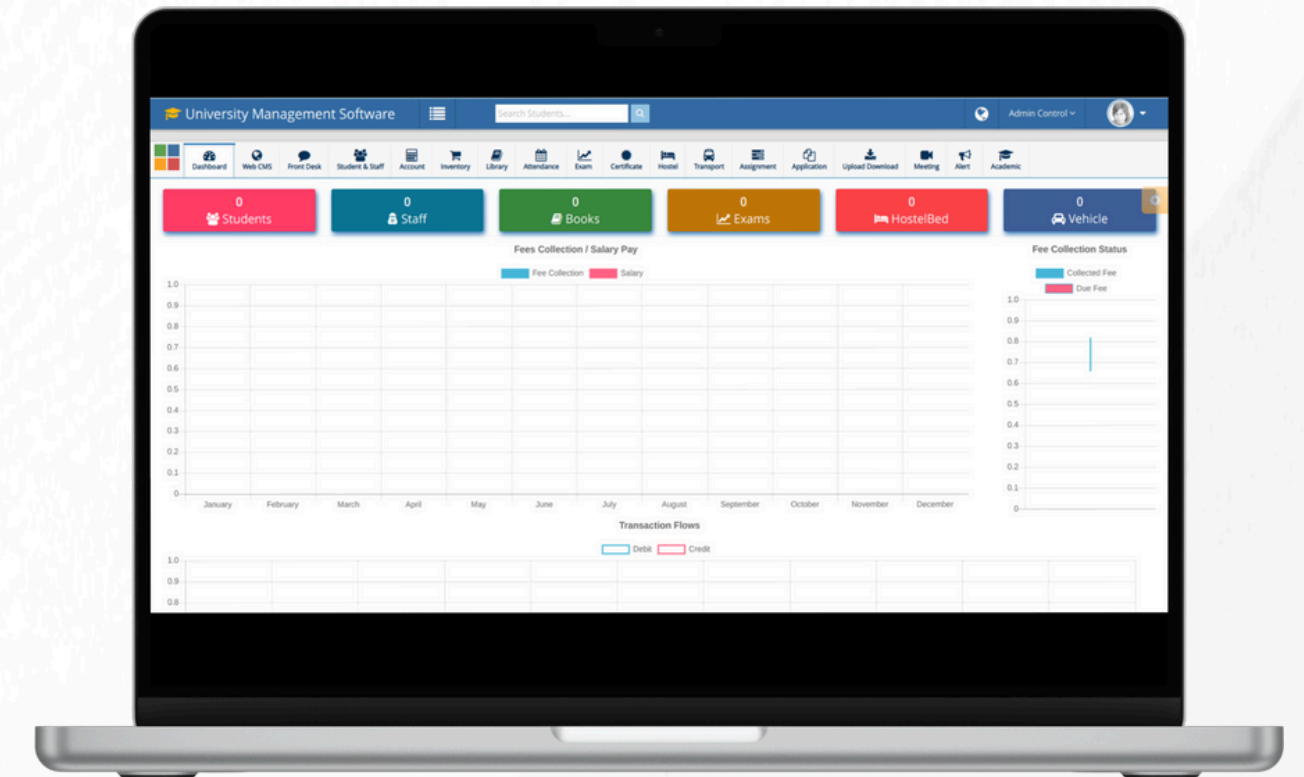 University Management Software
Search Students...
Admin Control
Dashboard Web CMS Front Desk Student & Staff Account Inventory Library Attendance Exam Certificate Hostel Transport Assignment Application Upload Download Meeting Alert Academic
0 0 0 0 0 0
Students Staff Books Exams HostelBed Vehicle
Fees Collection / Salary Pay
Fee Collection Salary
1.0
0.9
0.8
0.7
0.6
0.5
0.4
0.3
0.2
0.1
0
January February March April May June July August September October November December
Fee Collection Status
Collected Fee
Due Fee
1.0
0.9
0.8
0.7
0.6
0.5
0.4
0.3
0.2
0.1
0
Transaction Flows
Debit Credit
1.0
0.9
0.8